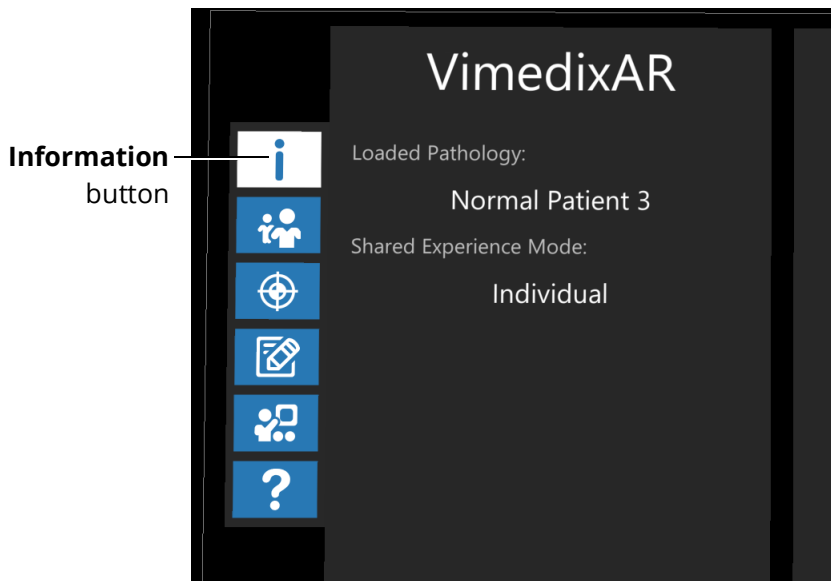 VimedixAR
Information
button
Loaded Pathology:
Normal Patient 3
Shared Experience Mode:
Individual
i
?